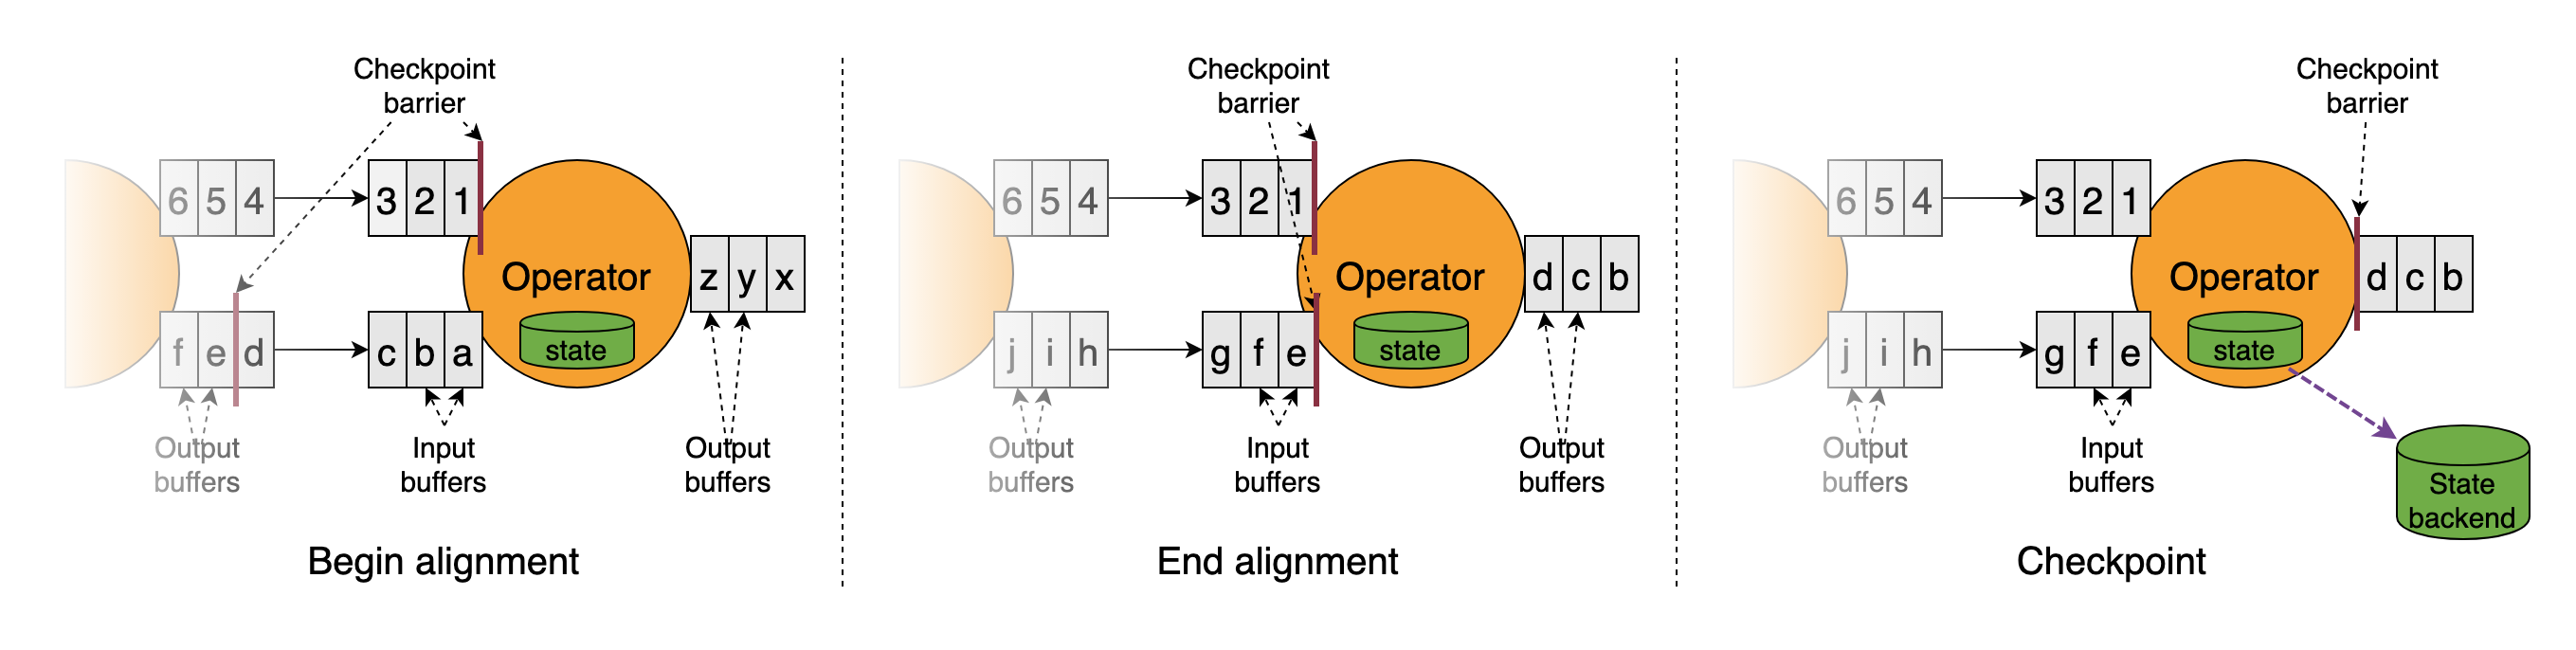 Checkpoint
barrier
6 5 4
3 2 1
Operator
state
z y x
f e d
c b a
Output
buffers
Input
buffers
Output
buffers
Begin alignment
Checkpoint
barrier
6 5 4
3 2 1
Operator
state
d c b
j i h
g f e
Output
buffers
Input
buffers
Output
buffers
End alignment
Checkpoint
barrier
6 5 4
3 2 1
Operator
state
d c b
j i h
g f e
Output
buffers
Input
buffers
State
backend
Checkpoint